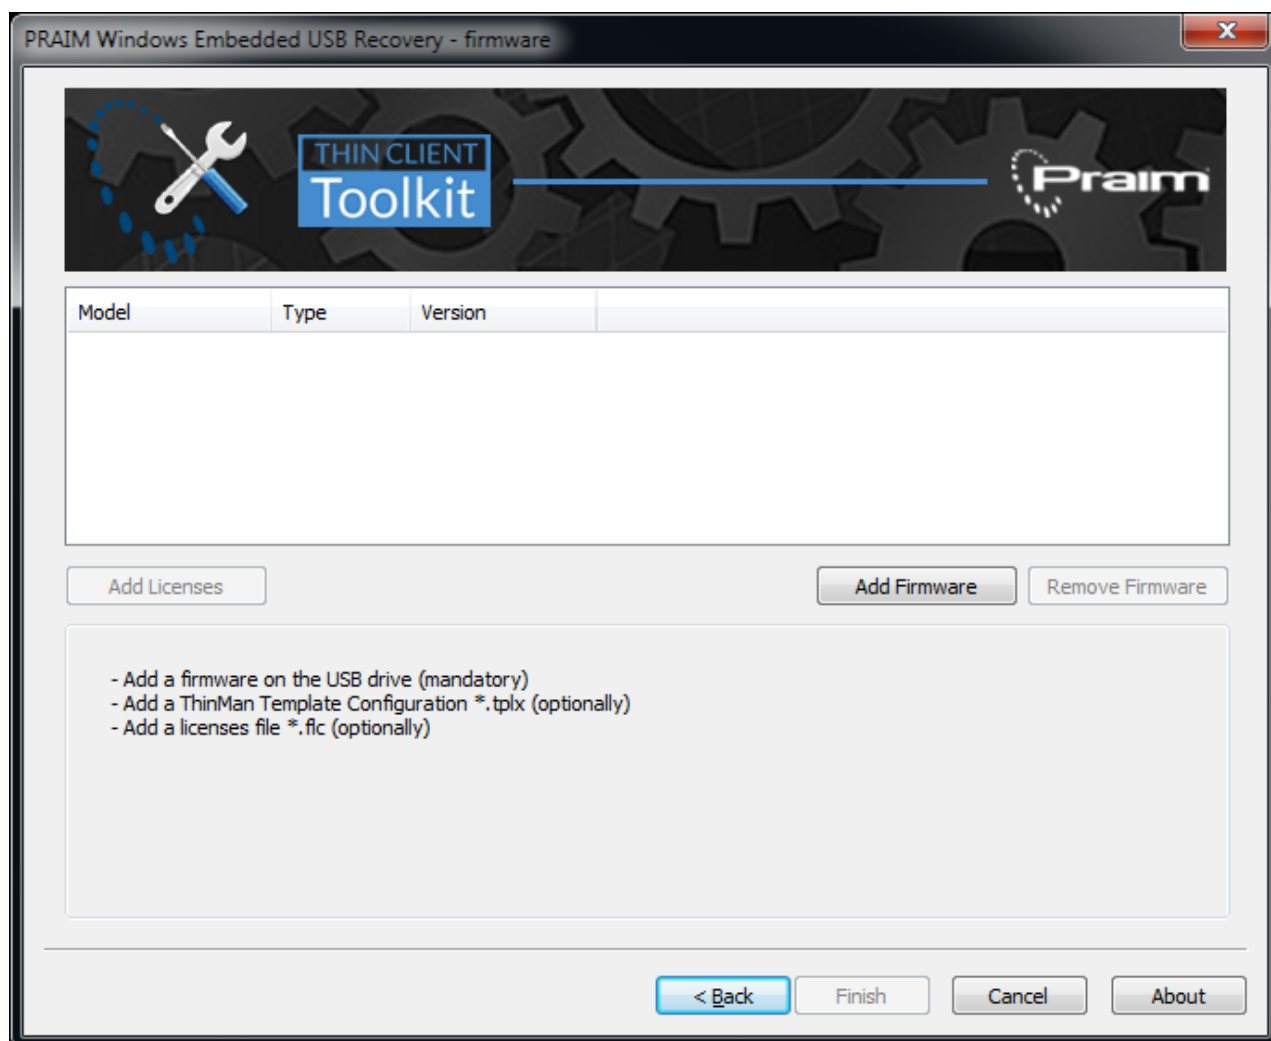 PRAIM Windows Embedded USB Recovery - firmware
THIN CLIENT
Toolkit
Praim
Model Type Version
Add Licenses Add Firmware Remove Firmware
- Add a firmware on the USB drive (mandatory)
- Add a ThinMan Template Configuration *.tplx (optionally)
- Add a licenses file *.flc (optionally)
< Back Finish Cancel About